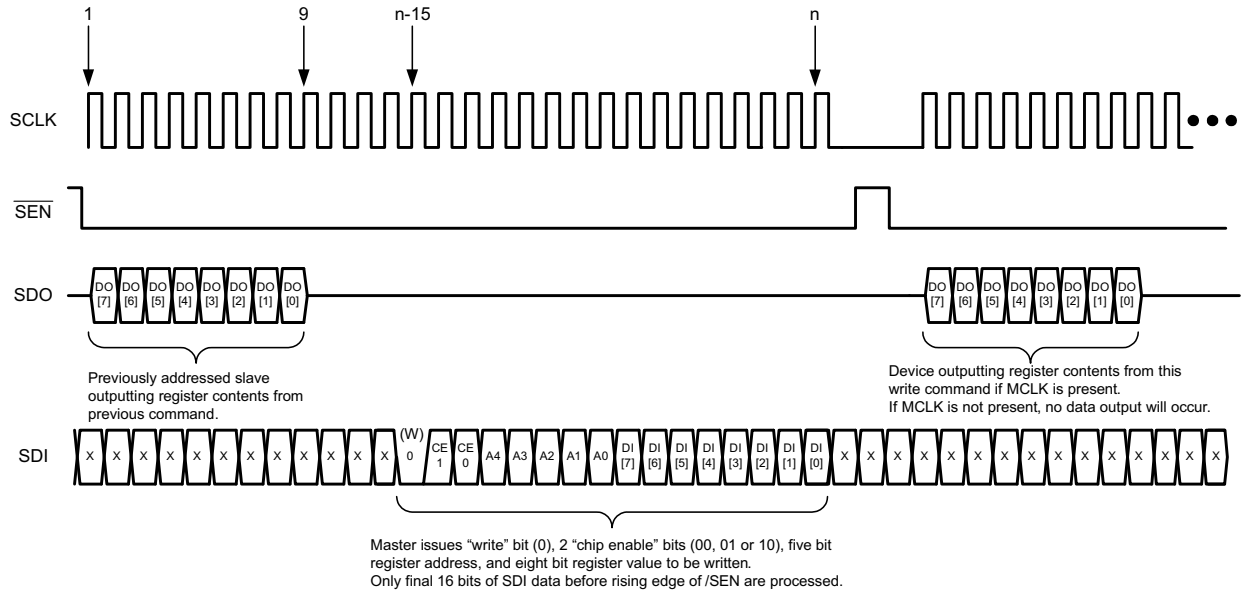 1 9 n-15 n
SCLK
SEN
SDO
DO [7] DO [6] DO [5] DO [4] DO [3] DO [2] DO [1] DO [0]
DO [7] DO [6] DO [5] DO [4] DO [3] DO [2] DO [1] DO [0]
Previously addressed slave
outputting register contents from
previous command.
Device outputting register contents from this
write command if MCLK is present.
If MCLK is not present, no data output will occur.
SDI
X X X X X X X X X X X X (W) 0 CE 1 CE 0 A4 A3 A2 A1 A0 DI [7] DI [6] DI [5] DI [4] DI [3] DI [2] DI [1] DI [0] X X X X X X X X X X X X X X X
Master issues “write” bit (0), 2 “chip enable” bits (00, 01 or 10), five bit
register address, and eight bit register value to be written.
Only final 16 bits of SDI data before rising edge of /SEN are processed.